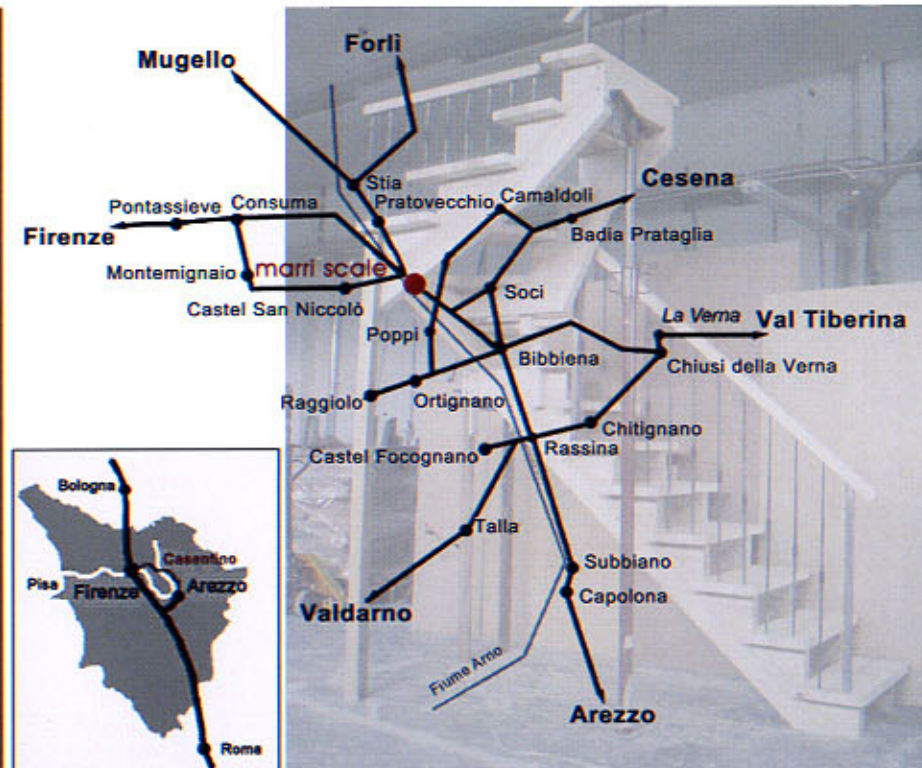 Forlì
Mugello
Stia
Pratovecchio
Camaldoli
Cesena
Pontassieve
Consuma
Firenze
Badia Prataglia
Montemignaio
marri scale
Castel San Niccolò
Soci
La Verna
Val Tiberina
Poppi
Bibbiena
Chiusi della Verna
Raggiolo
Ortignano
Chitignano
Castel Focognano
Rassina
Talla
Subbiano
Capolona
Valdarno
Fiume Arno
Arezzo
Bologna
Casentino
Pisa
Firenze
Arezzo
Roma